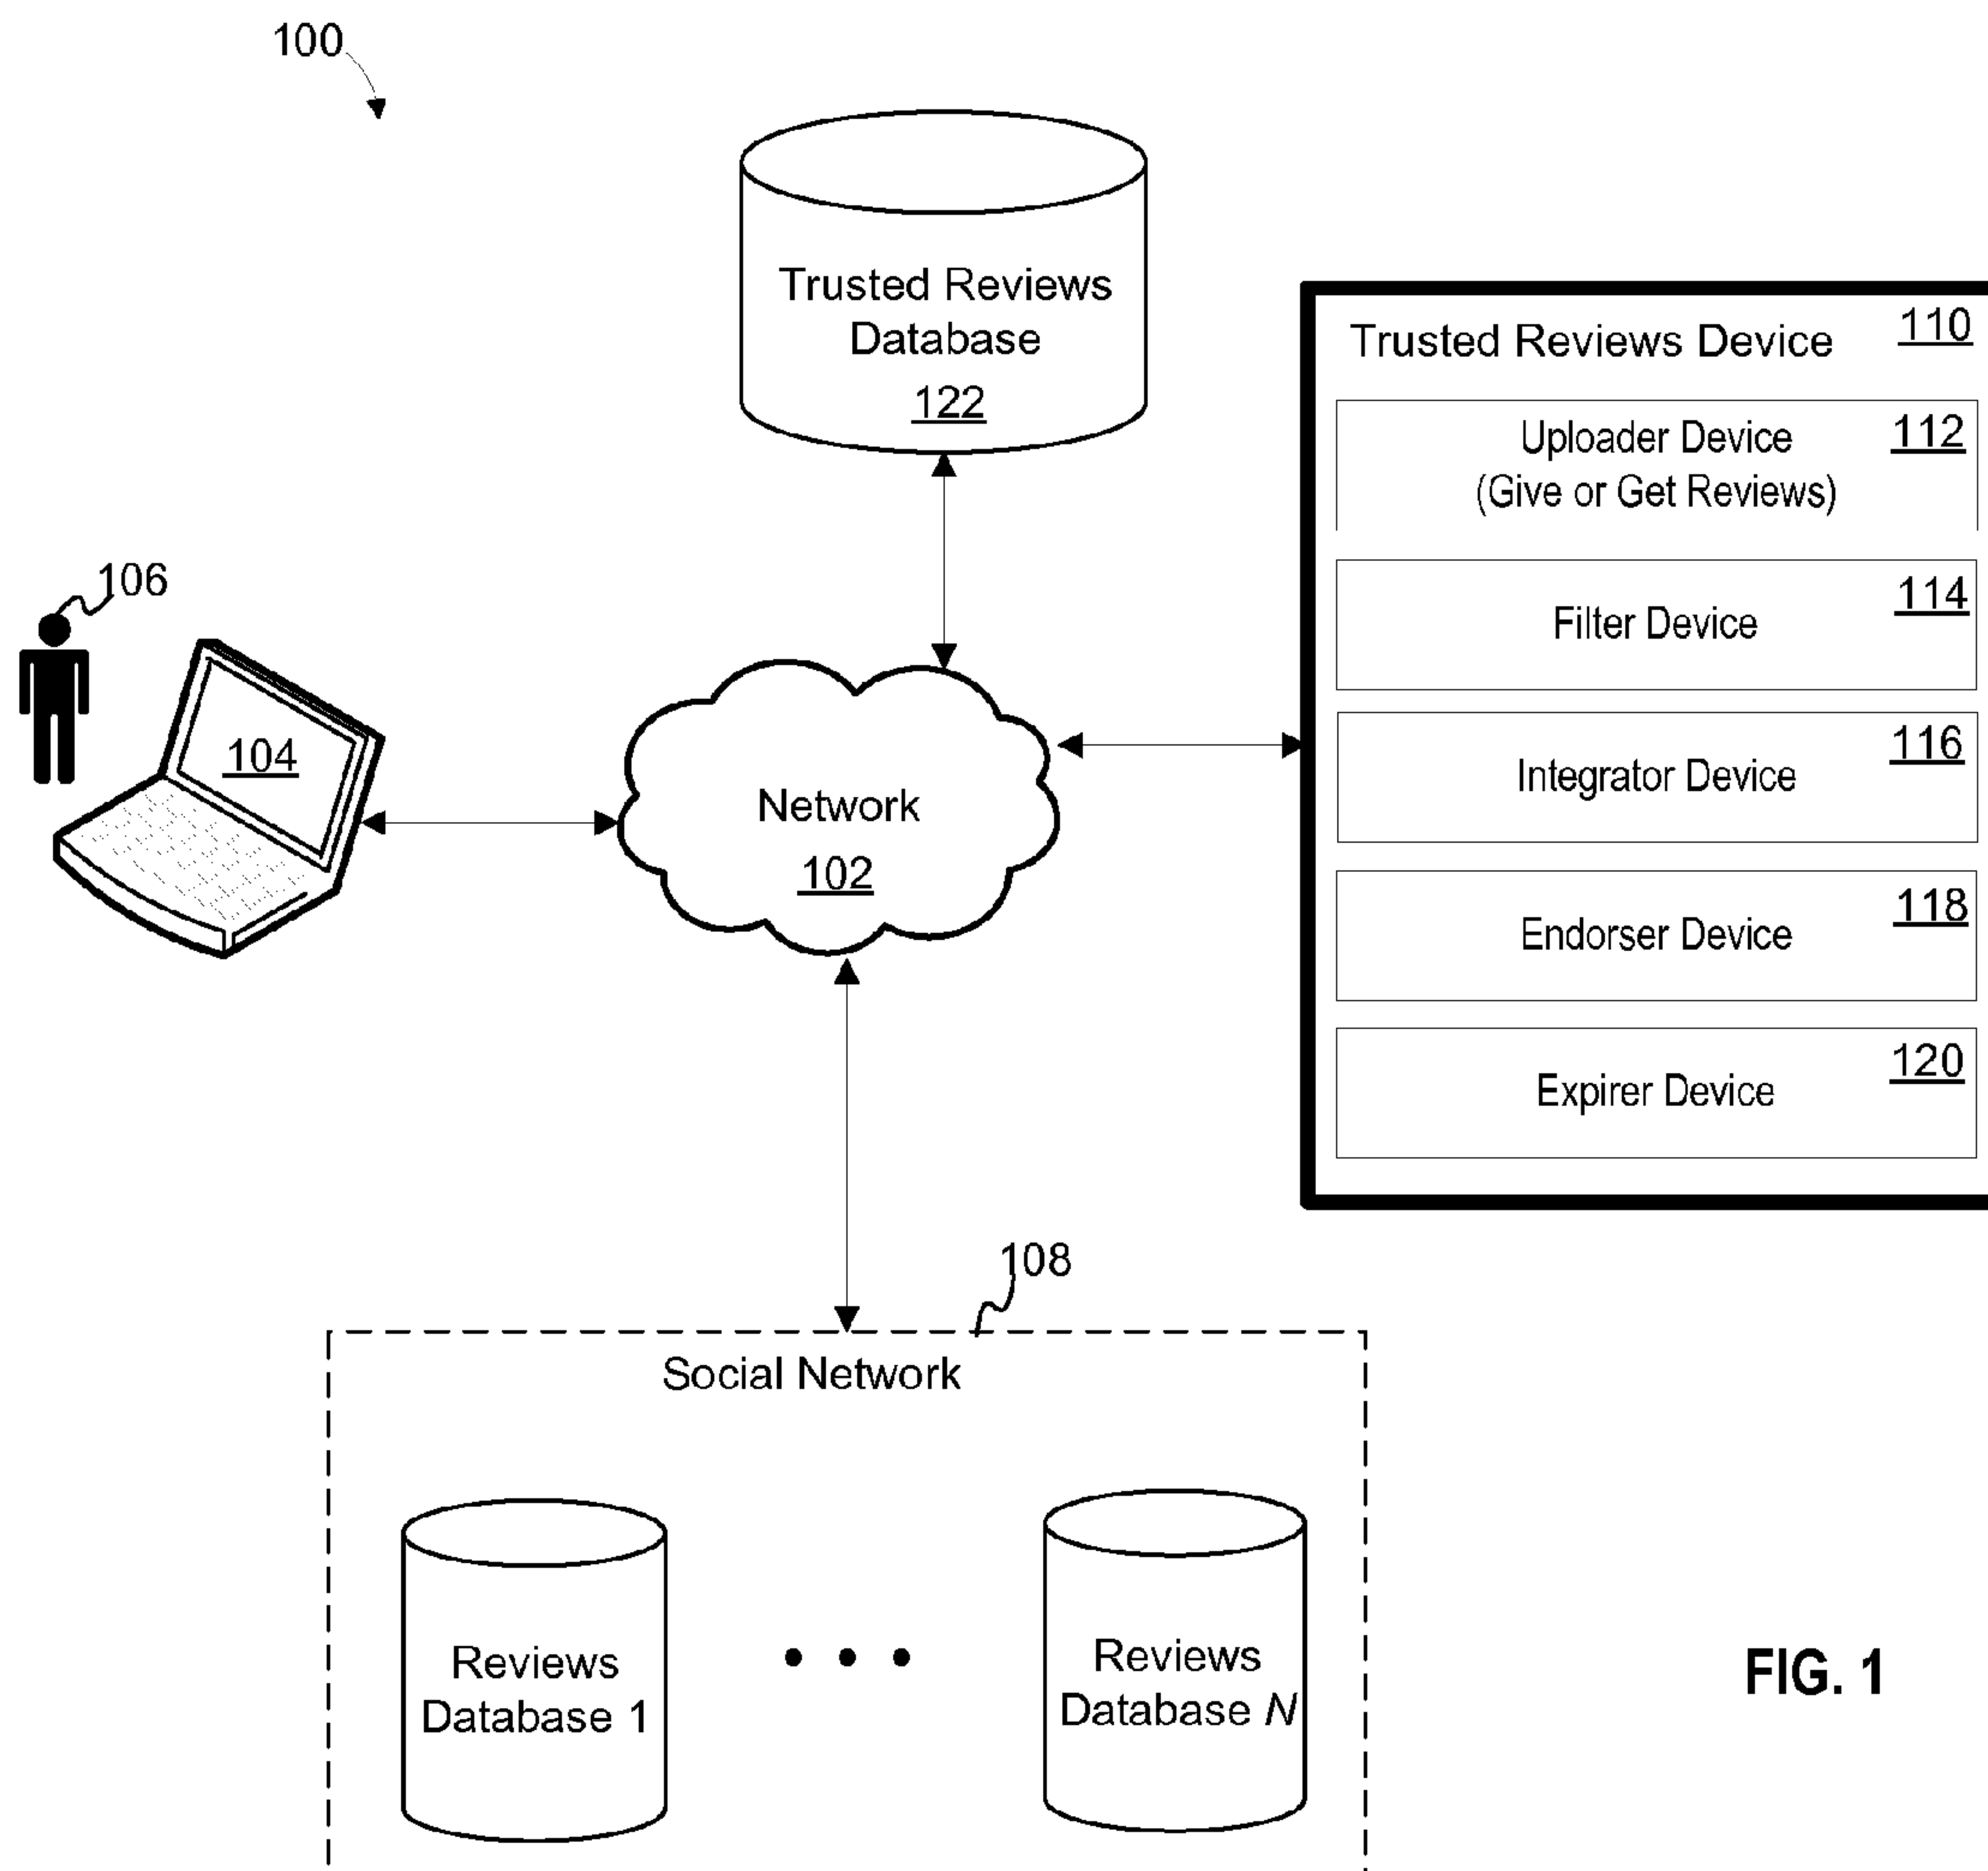 100
Trusted Reviews
Database
122
Trusted Reviews Device 110
Uploader Device 112
(Give or Get Reviews)
Filter Device 114
Integrator Device 116
Endorser Device 118
Expirer Device 120
106
104
Network
102
108
Social Network
Reviews
Database 1
• • •
Reviews
Database N
FIG. 1